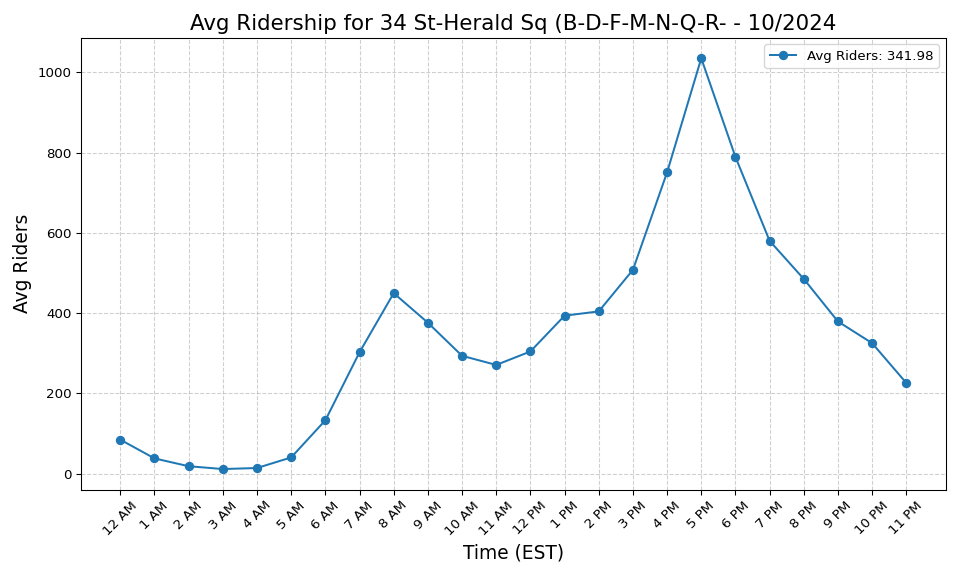 Avg Ridership for 34 St-Herald Sq (B-D-F-M-N-Q-R- - 10/2024
Avg Riders: 341.98
Avg Riders
1000
800
600
400
200
0
12 AM
1 AM
2 AM
3 AM
4 AM
5 AM
6 AM
7 AM
8 AM
9 AM
10 AM
11 AM
12 PM
1 PM
2 PM
3 PM
4 PM
5 PM
6 PM
7 PM
8 PM
9 PM
10 PM
11 PM
Time (EST)